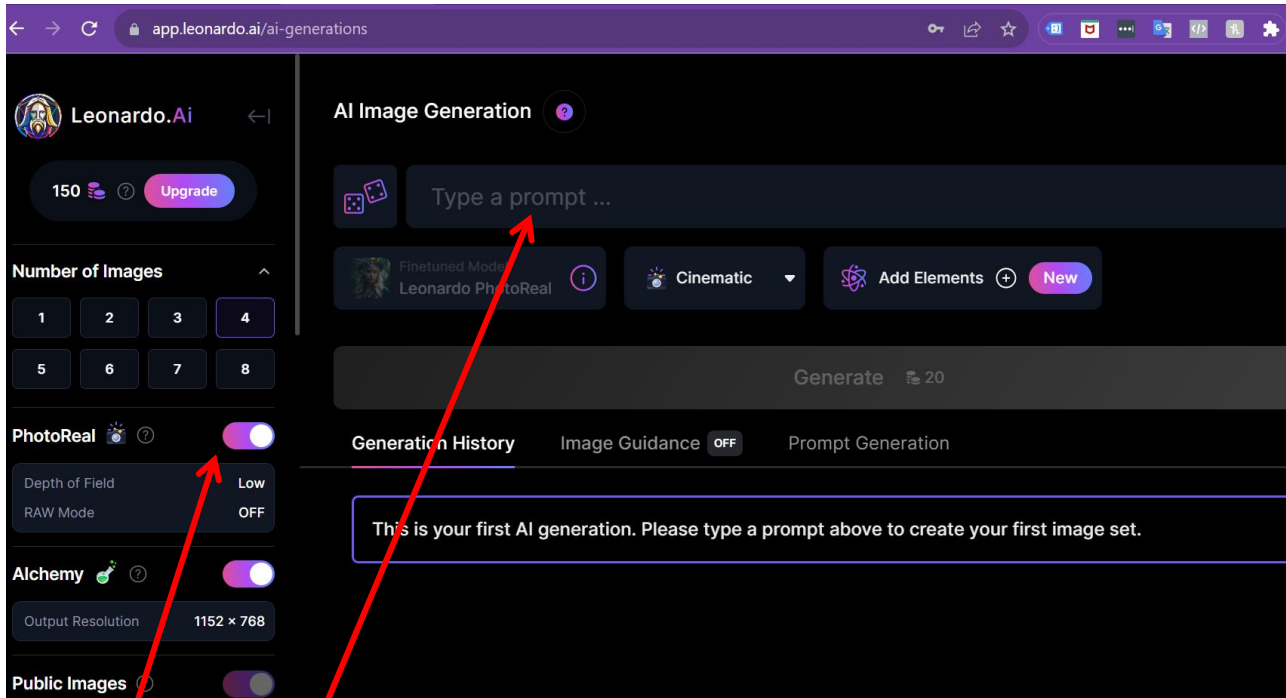 app.leonardo.ai/ai-generations
Leonardo.Ai
150 Upgrade
Number of Images
1 2 3 4
5 6 7 8
PhotoReal
Depth of Field Low
RAW Mode OFF
Alchemy
Output Resolution 1152 × 768
Public Images
AI Image Generation ?
Type a prompt ...
Finetuned Model
Leonardo PhotoReal
Cinematic
Add Elements New
Generate 20
Generation History Image Guidance OFF Prompt Generation
This is your first AI generation. Please type a prompt above to create your first image set.